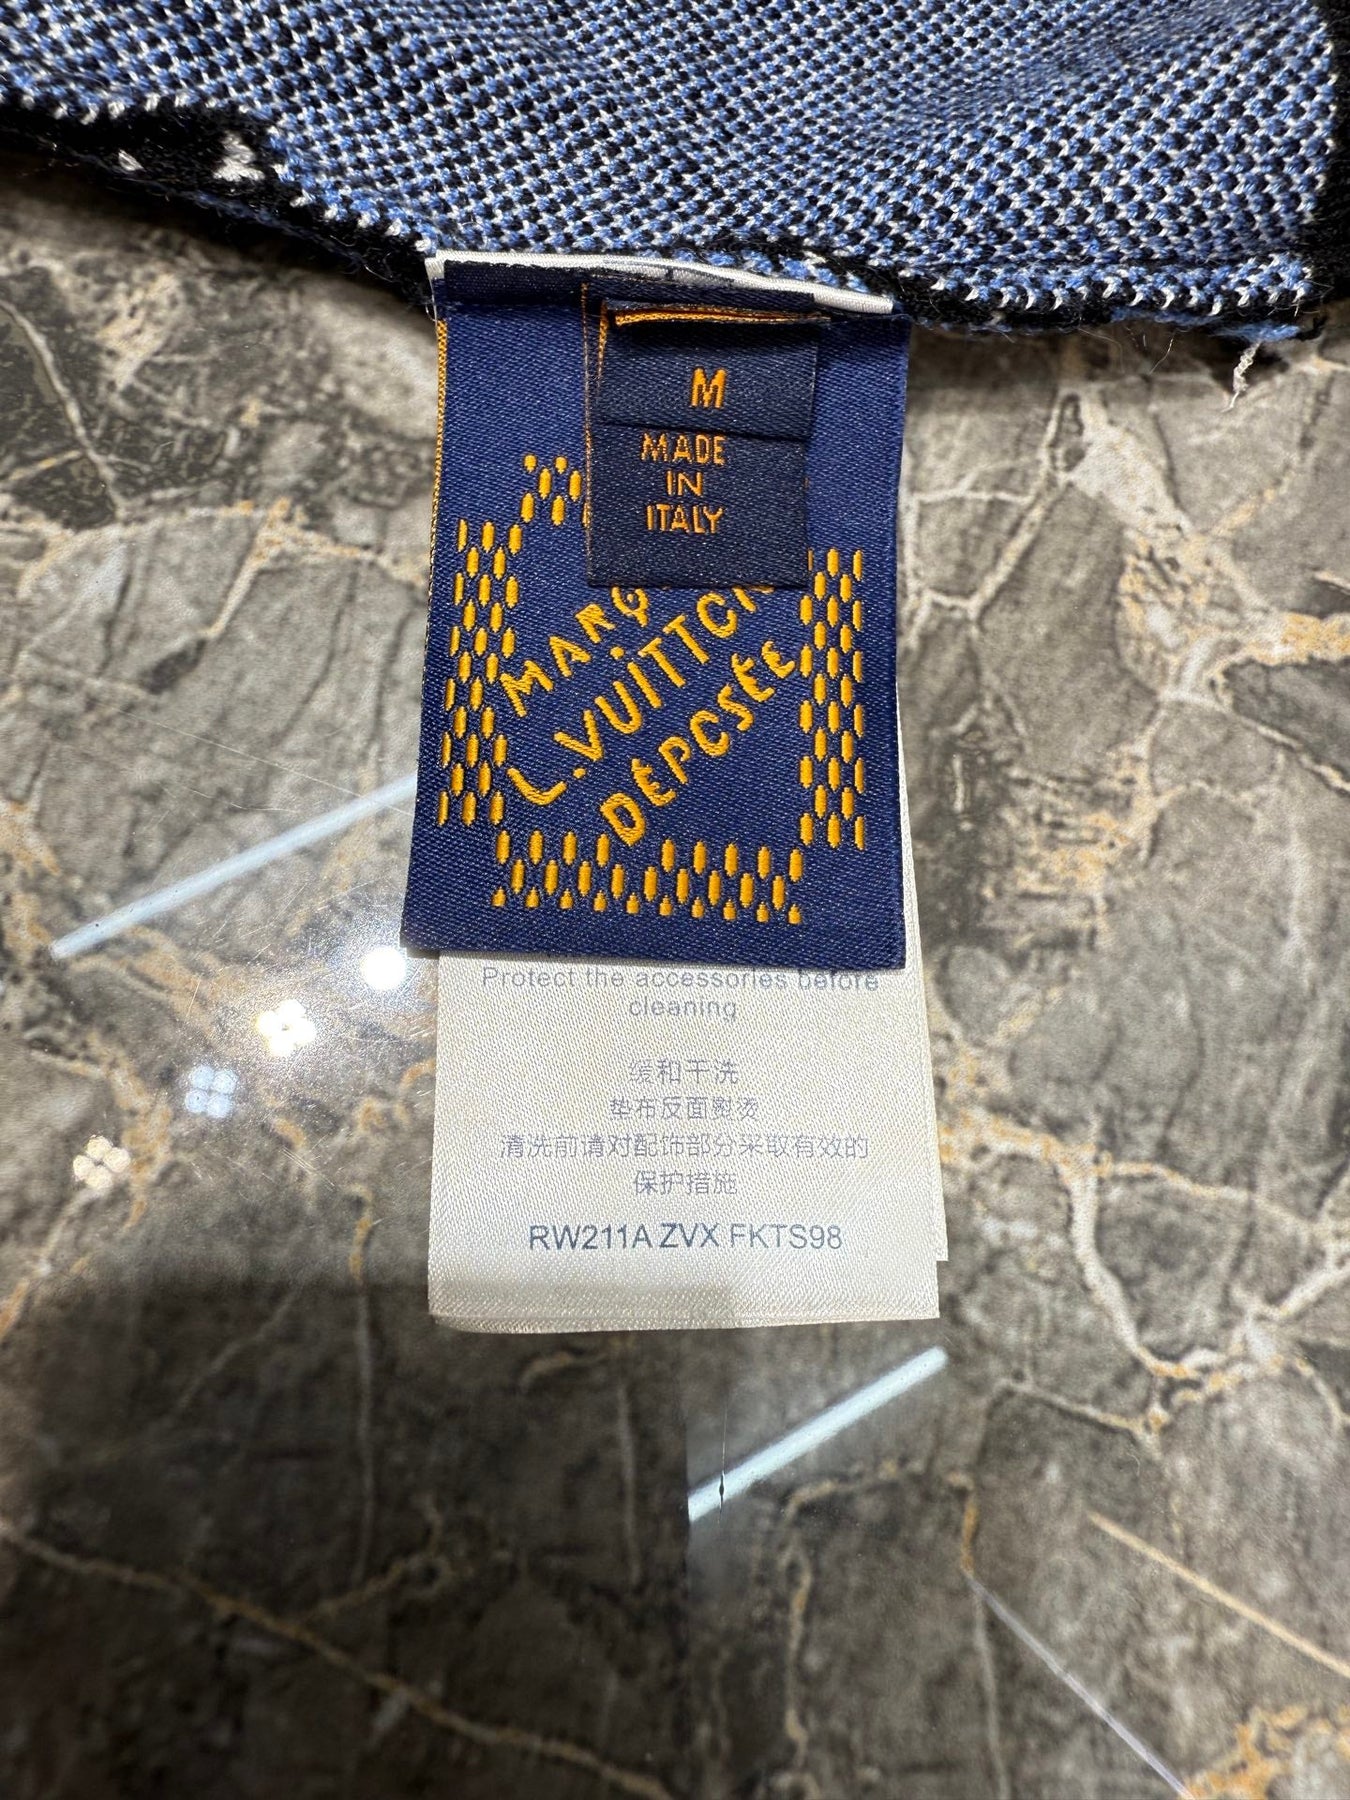 M
MADE
IN
ITALY
MARQ
L.VUITTON
DÉPOSÉE
Protect the accessories before
cleaning
缓和干洗
垫布反面熨烫
清洗前请对配饰部分采取有效的
保护措施
RW211A ZVX FKTS98